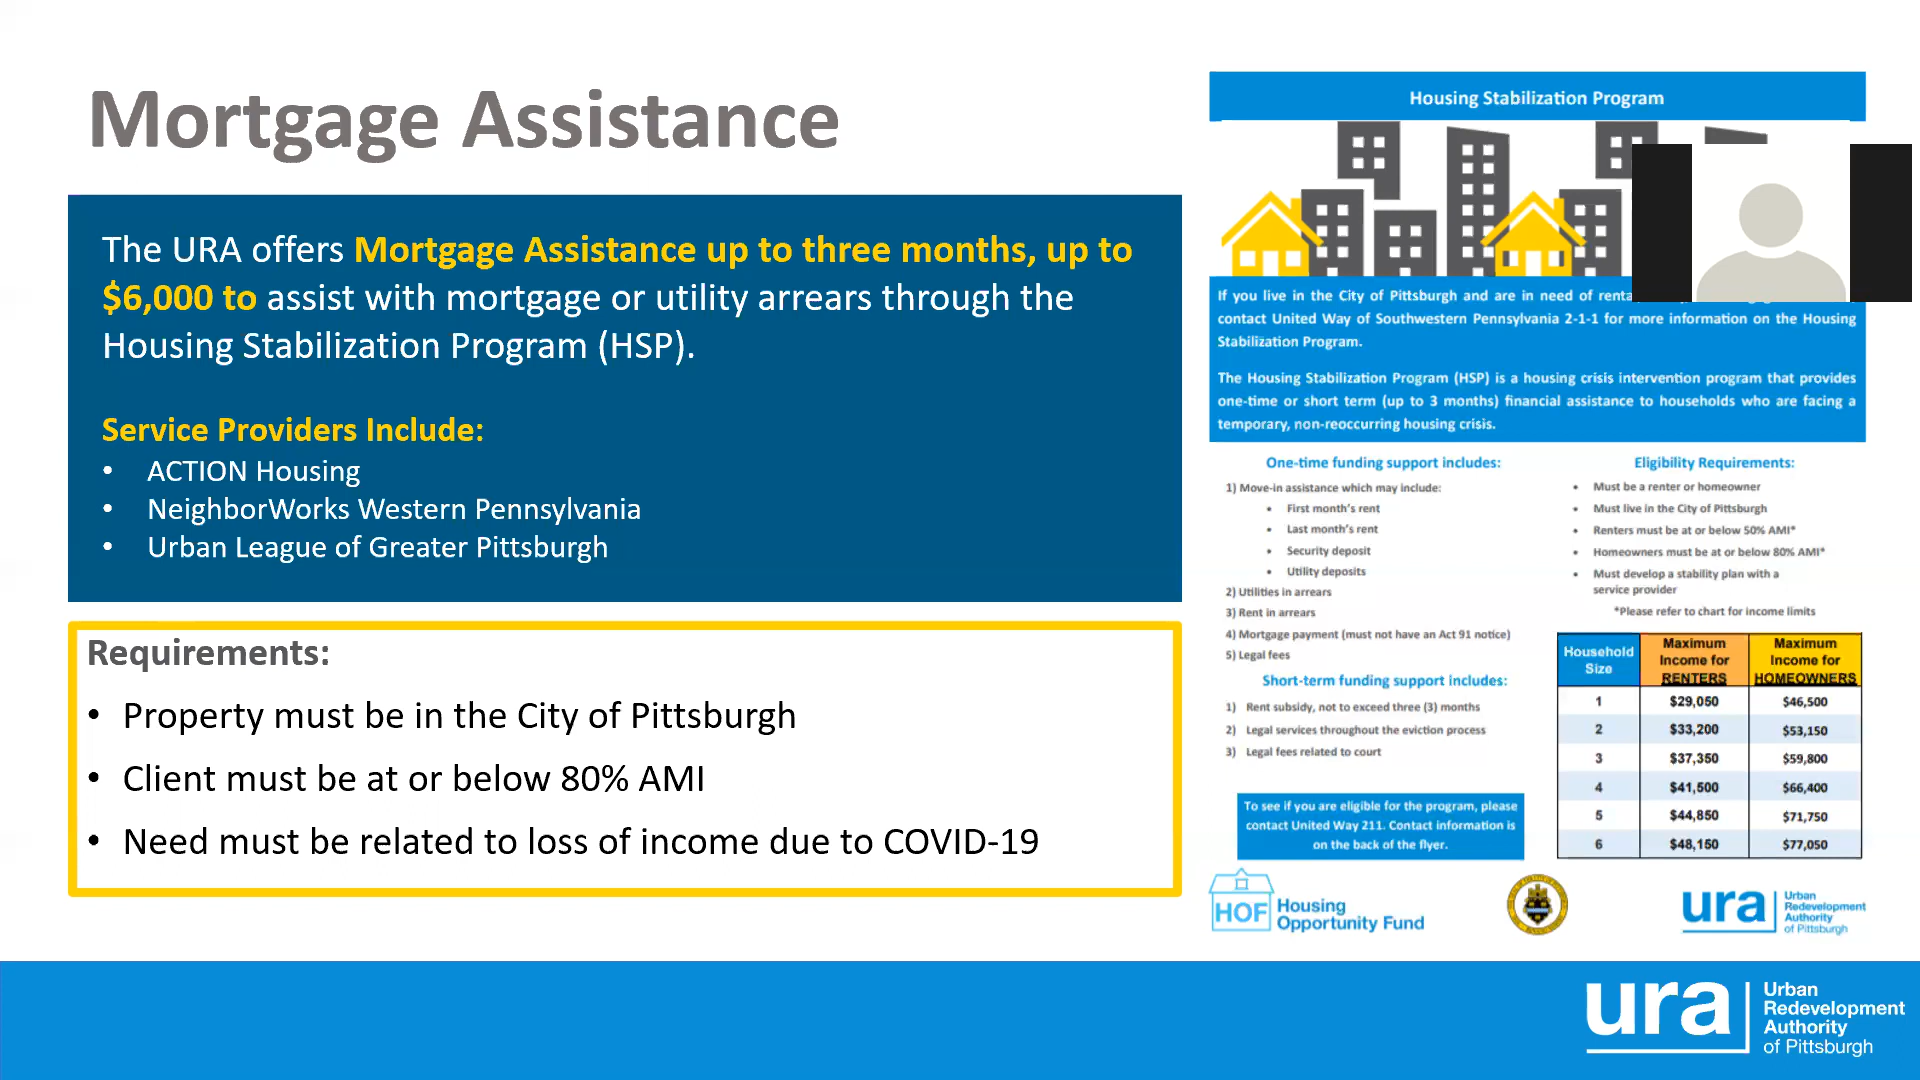 Mortgage Assistance
The URA offers Mortgage Assistance up to three months, up to
$6,000 to assist with mortgage or utility arrears through the
Housing Stabilization Program (HSP).
Service Providers Include:
• ACTION Housing
• NeighborWorks Western Pennsylvania
• Urban League of Greater Pittsburgh
Requirements:
• Property must be in the City of Pittsburgh
• Client must be at or below 80% AMI
• Need must be related to loss of income due to COVID-19
Housing Stabilization Program
If you live in the City of Pittsburgh and are in need of
contact United Way of Southwestern Pennsylvania 2-1-1 for more information on the Housing
Stabilization Program.
The Housing Stabilization Program (HSP) is a housing crisis intervention program that provides
one-time or short term (up to 3 months) financial assistance to households who are facing a
temporary, non-reoccurring housing crisis.
One-time funding support includes:
1) Move-in assistance which may include:
• First month's rent
• Last month's rent
• Security deposit
• Utility deposits
2) Utilities in arrears
3) Rent in arrears
4) Mortgage payment (must not have an Act 91 notice)
5) Legal fees
Short-term funding support includes:
1) Rent subsidy, not to exceed three (3) months
2) Legal services throughout the eviction process
3) Legal fees related to court
To see if you are eligible for the program, please
contact United Way 211. Contact information is
on the back of the flyer.
Eligibility Requirements:
• Must be a renter or homeowner
• Must live in the City of Pittsburgh
• Renters must be at or below 50% AMI*
• Homeowners must be at or below 80% AMI*
• Must develop a stability plan with a
service provider
*Please refer to chart for income limits
Household Size Maximum Income for RENTERS Maximum Income for HOMEOWNERS
1 $29,050 $46,500
2 $33,200 $53,150
3 $37,350 $59,800
4 $41,500 $66,400
5 $44,850 $71,750
6 $48,150 $77,050
HOF Housing
Opportunity Fund
ura Urban
Redevelopment
Authority
of Pittsburgh
ura Urban
Redevelopment
Authority
of Pittsburgh